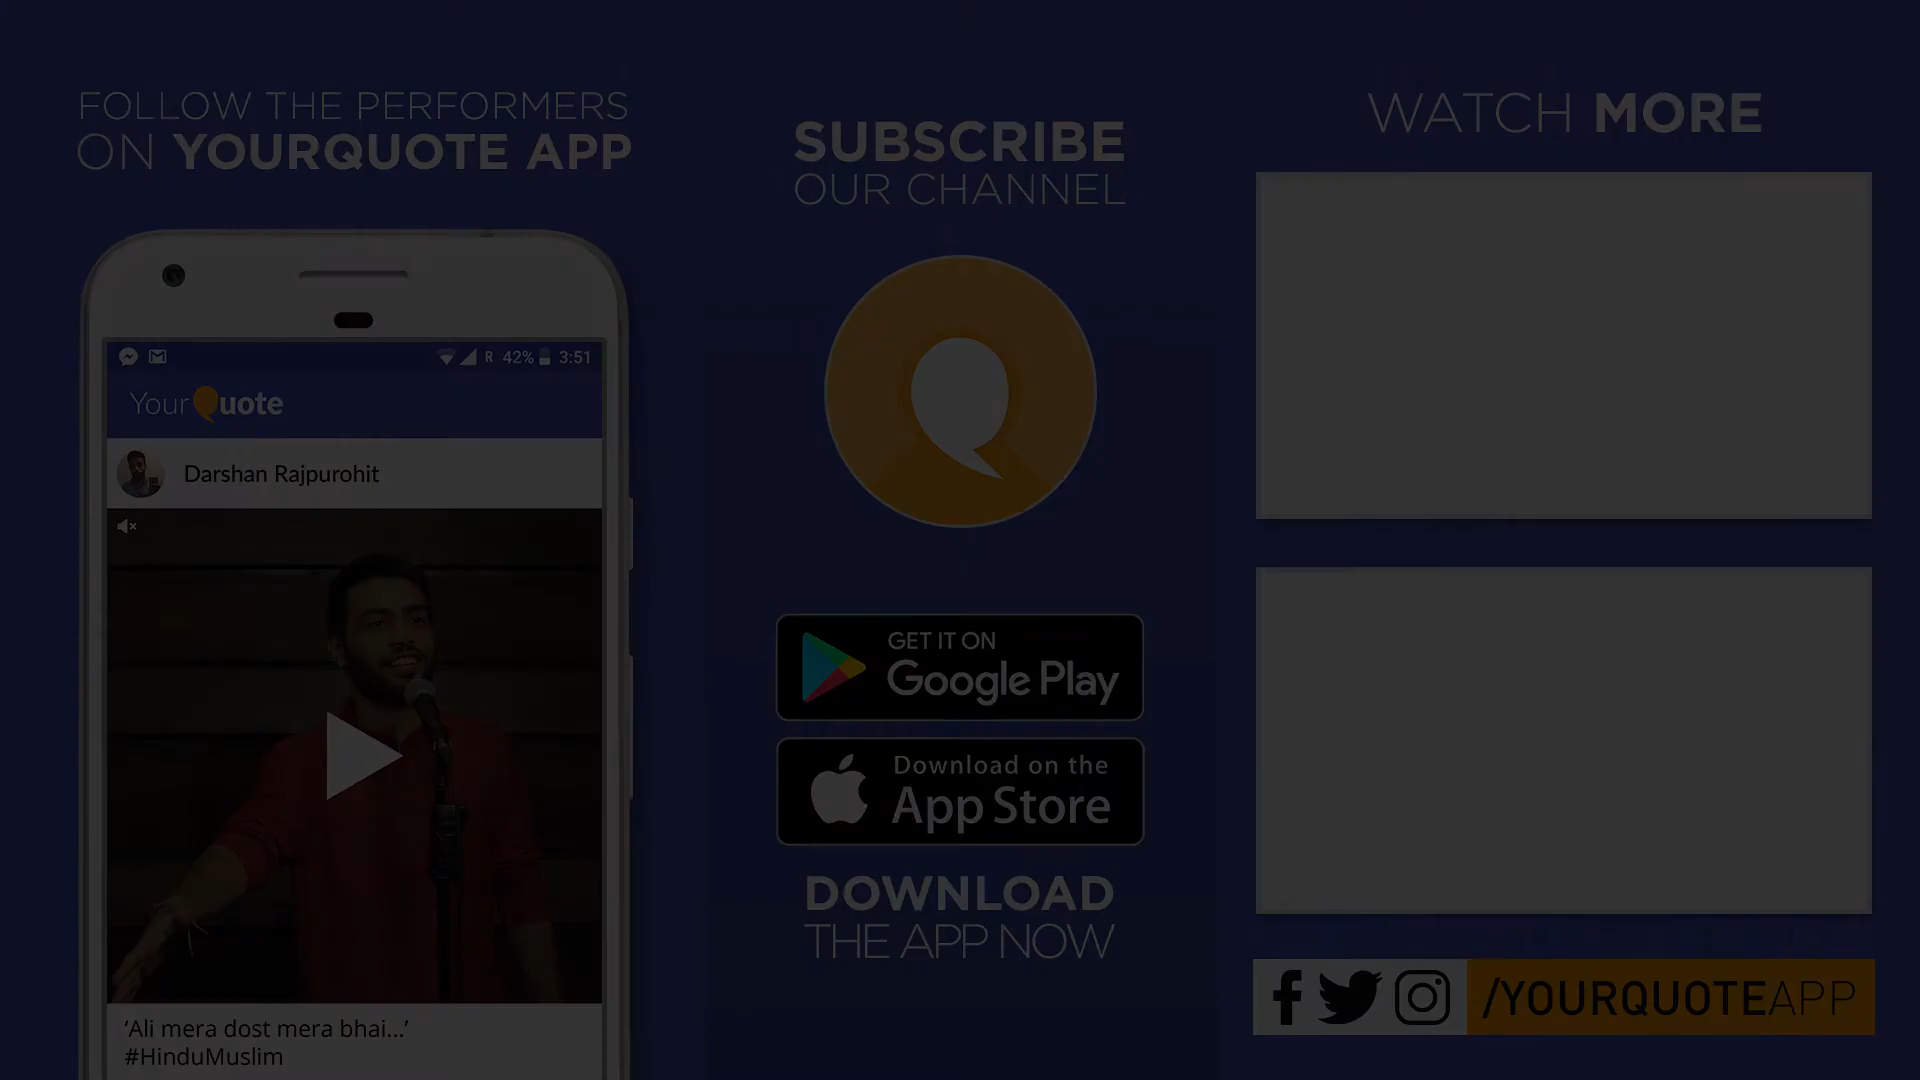 FOLLOW THE PERFORMERS
ON YOURQUOTE APP
R 42% 3:51
YourQuote
Darshan Rajpurohit
‘Ali mera dost mera bhai...’
#HinduMuslim
SUBSCRIBE
OUR CHANNEL
GET IT ON
Google Play
Download on the
App Store
DOWNLOAD
THE APP NOW
WATCH MORE
/YOURQUOTEAPP